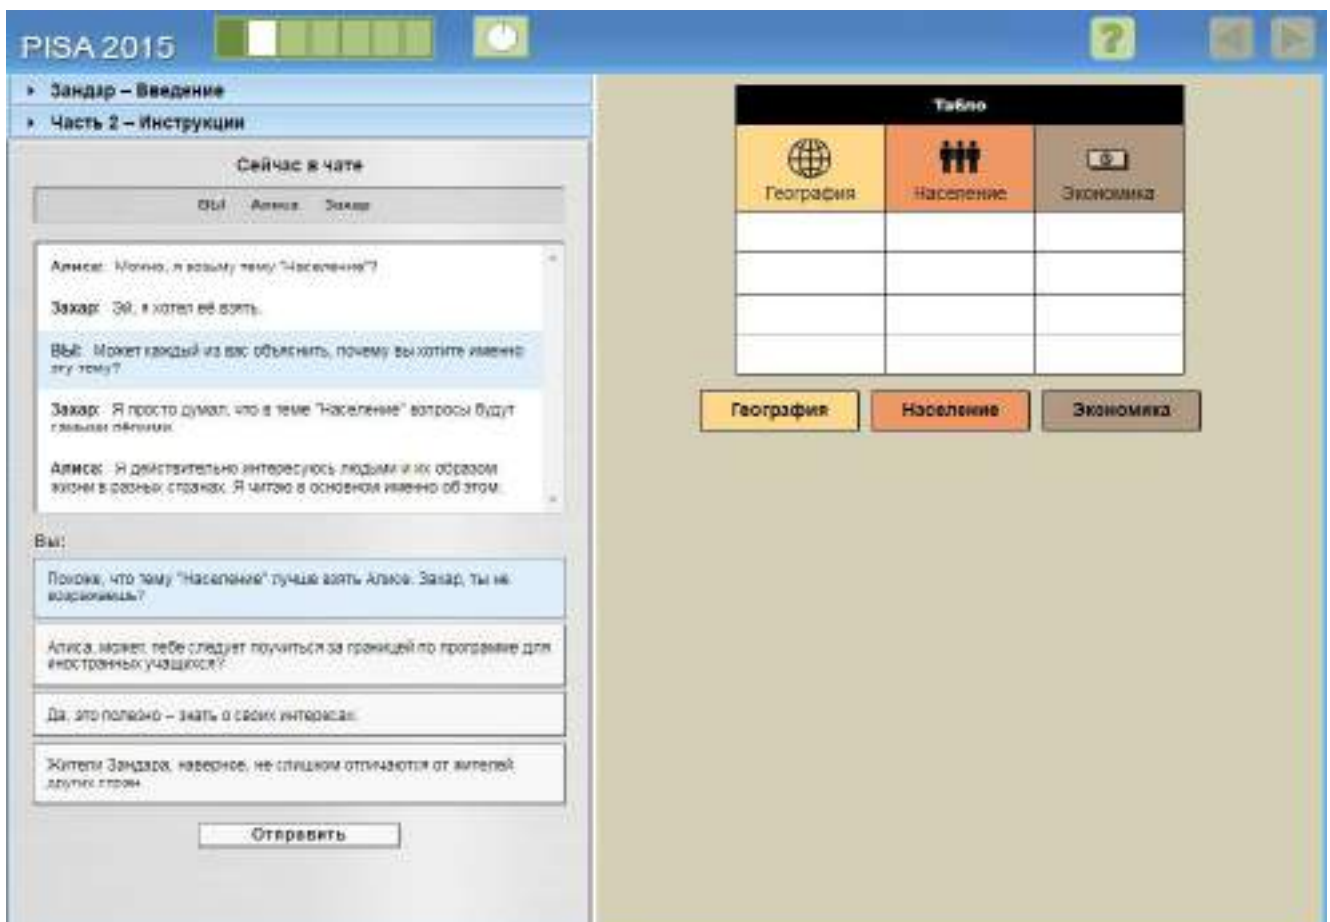 PISA 2015
?
Зандар – Введение
Часть 2 – Инструкции
Сейчас в чате
ВЫ Алиса Захар
Алиса: Можно, я возьму тему "Население"?
Захар: Эй, я хотел её взять.
ВЫ: Может каждый из вас объяснить, почему вы хотите именно
эту тему?
Захар: Я просто думал, что в теме "Население" вопросы будут
самыми лёгкими.
Алиса: Я действительно интересуюсь людьми и их образом
жизни в разных странах. Я читаю в основном именно об этом.
Вы:
Похоже, что тему "Население" лучше взять Алисе. Захар, ты не
возражаешь?
Алиса, может, тебе следует поучиться за границей по программе для
иностранных учащихся?
Да, это полезно – знать о своих интересах.
Жители Зандара, наверное, не слишком отличаются от жителей
других стран.
Отправить
Табло
География Население Экономика
География Население Экономика